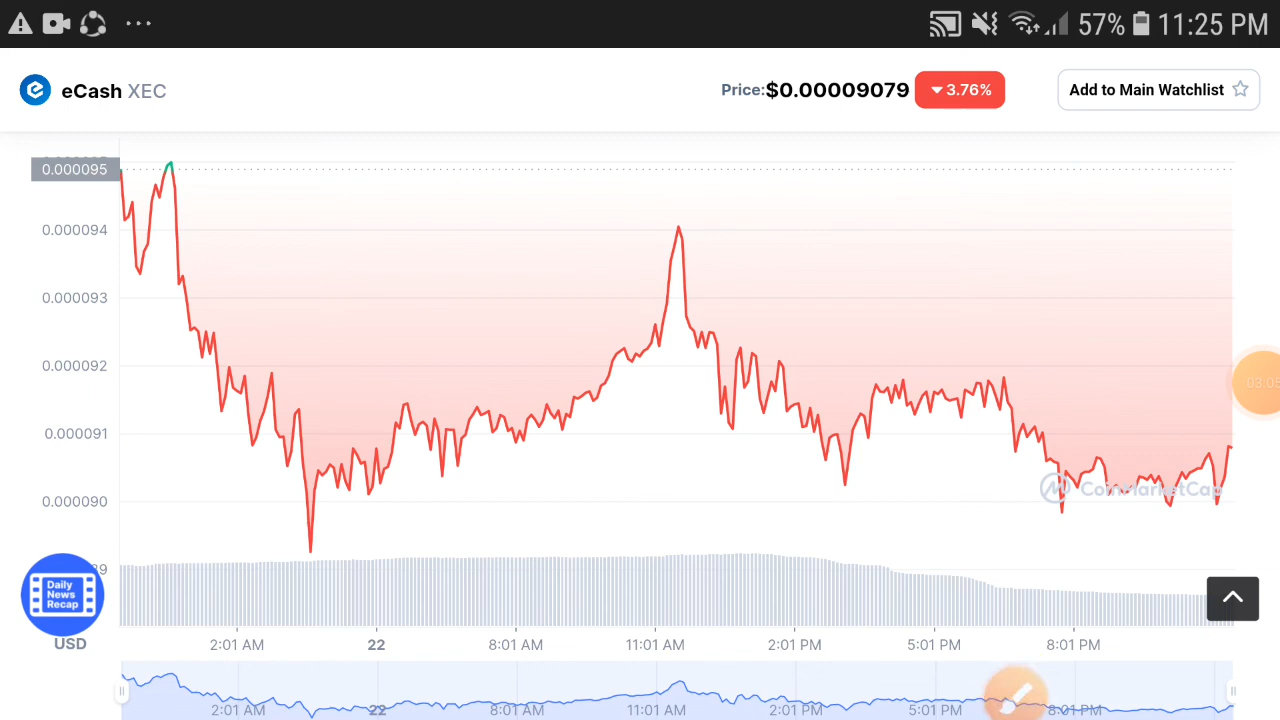 57% 11:25 PM
eCash XEC Price:$0.00009079 3.76% Add to Main Watchlist
0.000095
0.000094
0.000093
0.000092
0.000091
0.000090
CoinMarketCap
Daily
News
Recap
USD 2:01 AM 22 8:01 AM 11:01 AM 2:01 PM 5:01 PM 8:01 PM
2:01 AM 22 8:01 AM 11:01 AM 2:01 PM 5:01 PM 8:01 PM